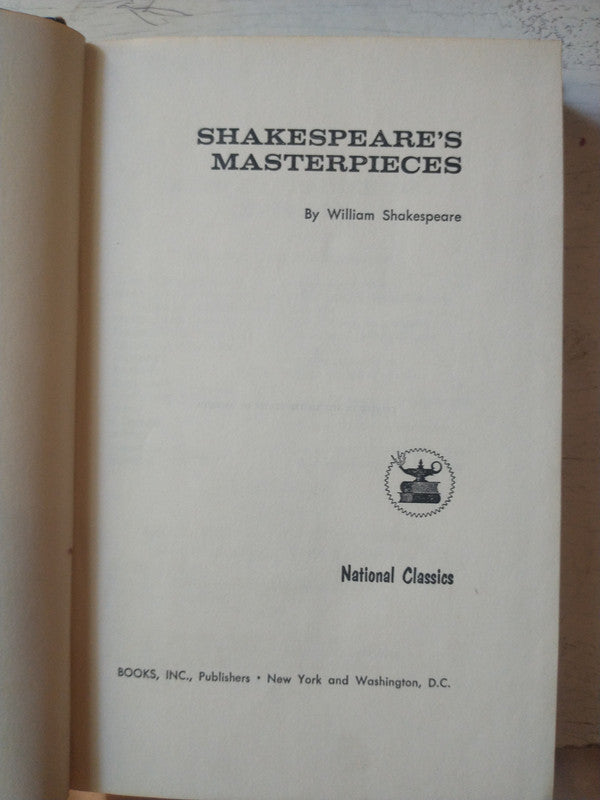 SHAKESPEARE'S
MASTERPIECES
By William Shakespeare
National Classics
BOOKS, INC., Publishers • New York and Washington, D.C.